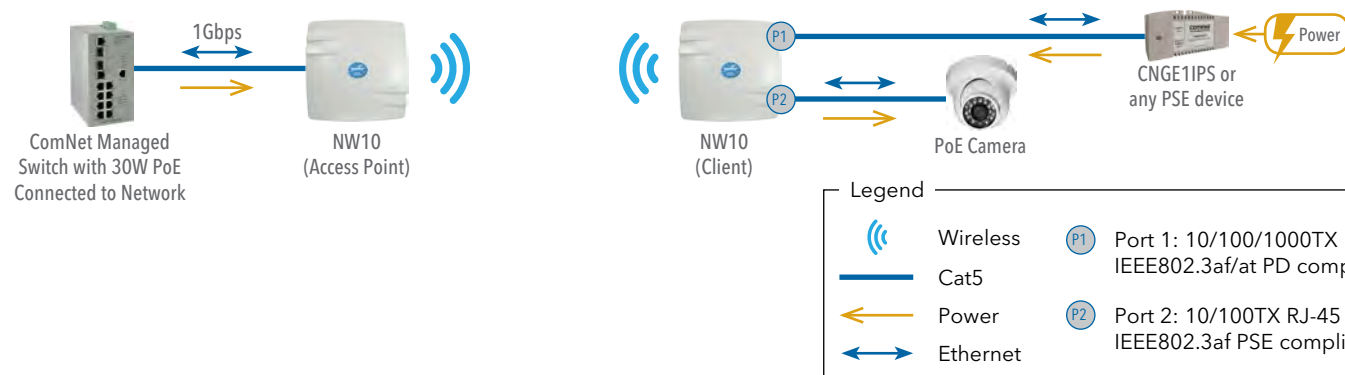 1Gbps
P1
P2
Power
ComNet Managed
Switch with 30W PoE
Connected to Network
NW10
(Access Point)
NW10
(Client)
PoE Camera
CNGE1IPS or
any PSE device
Legend
Wireless
Cat5
Power
Ethernet
P1
Port 1: 10/100/1000TX
IEEE802.3af/at PD comp
P2
Port 2: 10/100TX RJ-45
IEEE802.3af PSE compli